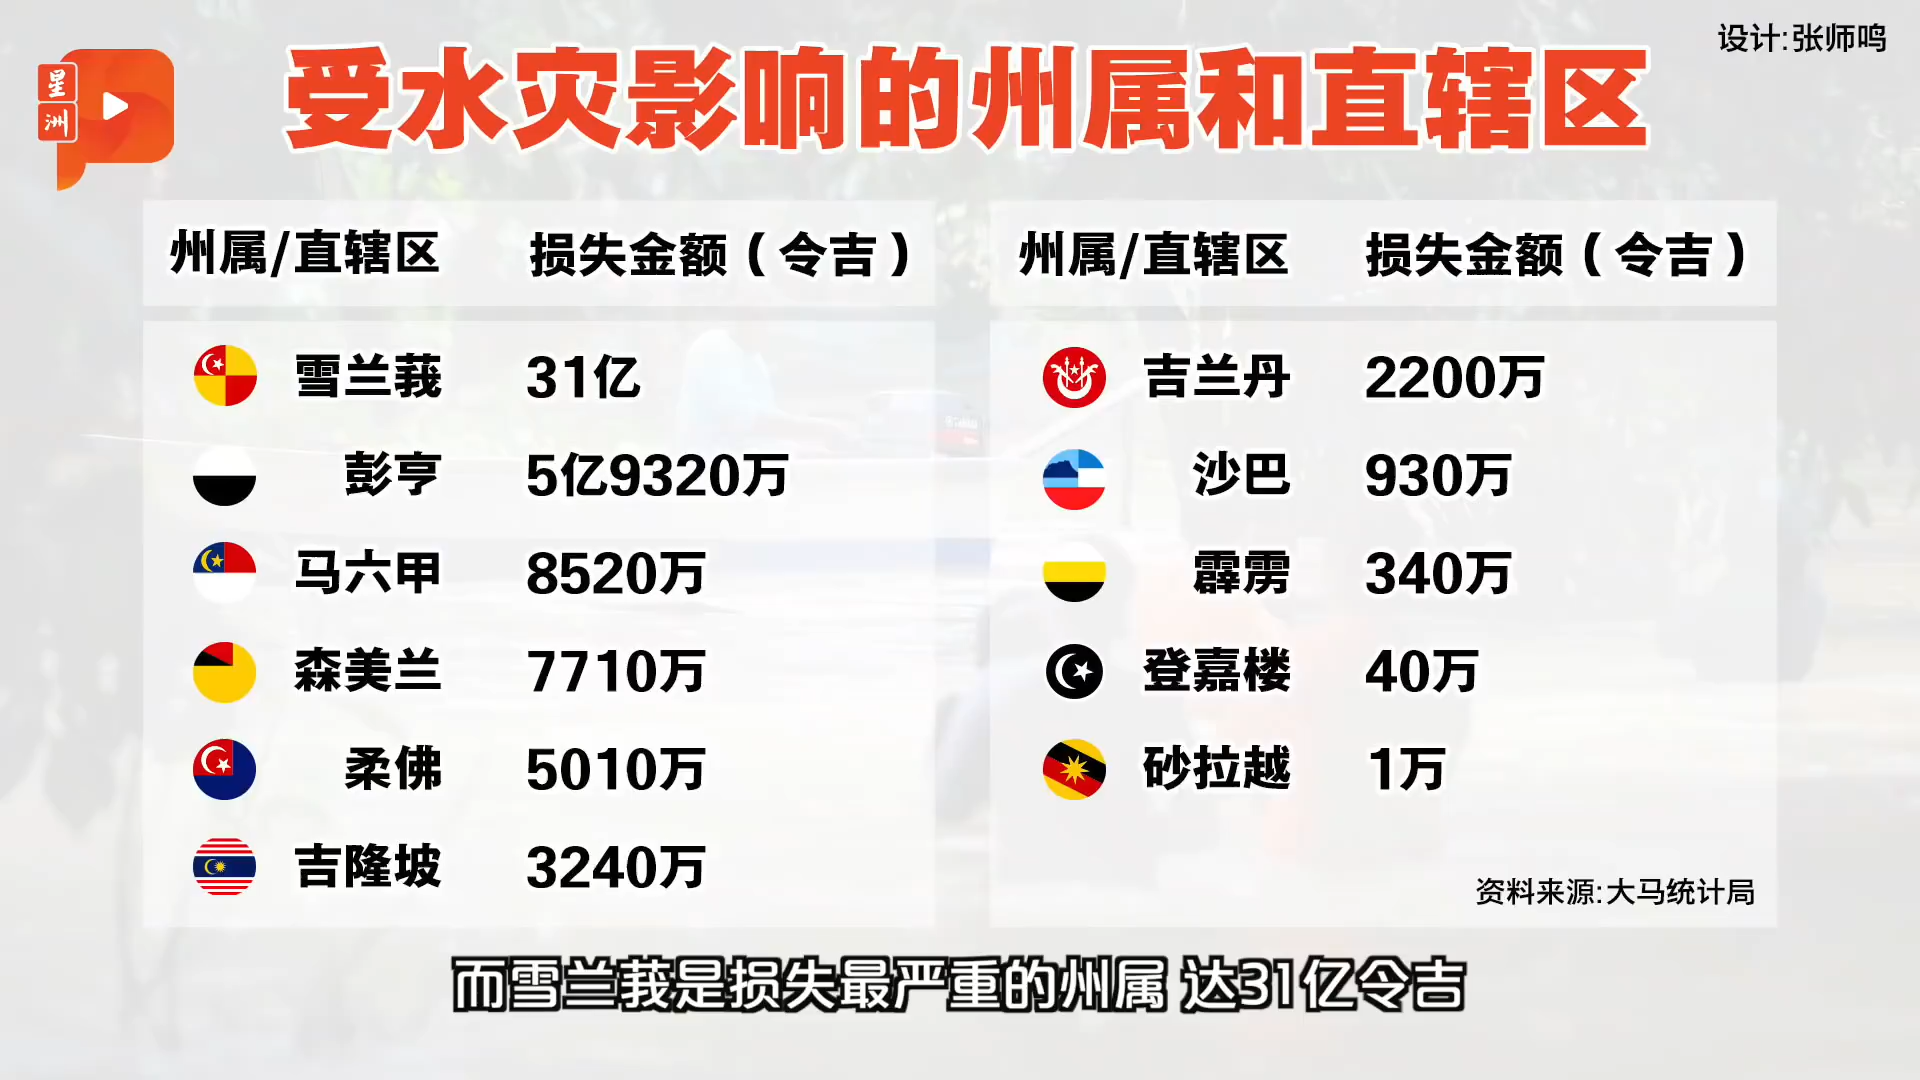 设计:张师鸣
星洲
受水灾影响的州属和直辖区
州属/直辖区 损失金额（令吉）
雪兰莪 31亿
彭亨 5亿9320万
马六甲 8520万
森美兰 7710万
柔佛 5010万
吉隆坡 3240万
州属/直辖区 损失金额（令吉）
吉兰丹 2200万
沙巴 930万
霹雳 340万
登嘉楼 40万
砂拉越 1万
资料来源:大马统计局
而雪兰莪是损失最严重的州属 达31亿令吉